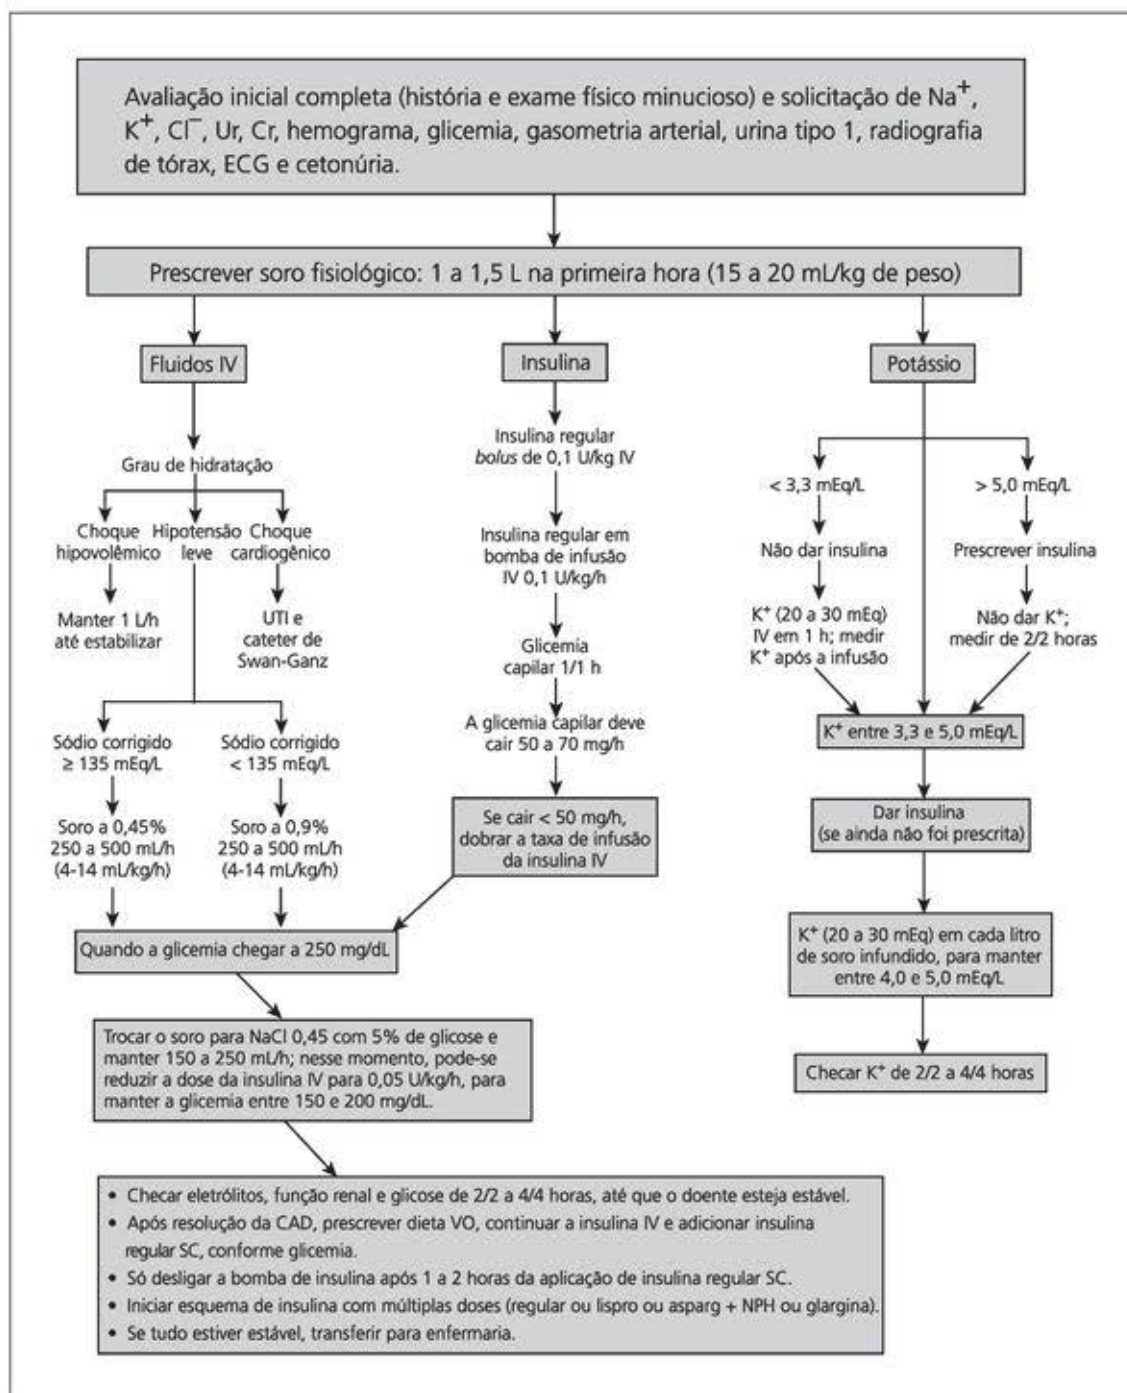 Avaliação inicial completa (história e exame físico minucioso) e solicitação de Na⁺,
K⁺, Cl⁻, Ur, Cr, hemograma, glicemia, gasometria arterial, urina tipo 1, radiografia
de tórax, ECG e cetonúria.
Prescrever soro fisiológico: 1 a 1,5 L na primeira hora (15 a 20 mL/kg de peso)
Fluidos IV
Grau de hidratação
Choque
hipovolêmico
Manter 1 L/h
até estabilizar
Hipotensão
leve
Choque
cardiogênico
UTI e
cateter de
Swan-Ganz
Sódio corrigido
≥ 135 mEq/L
Soro a 0,45%
250 a 500 mL/h
(4-14 mL/kg/h)
Sódio corrigido
< 135 mEq/L
Soro a 0,9%
250 a 500 mL/h
(4-14 mL/kg/h)
Insulina
Insulina regular
bolus de 0,1 U/kg IV
Insulina regular em
bomba de infusão
IV 0,1 U/kg/h
Glicemia
capilar 1/1 h
A glicemia capilar deve
cair 50 a 70 mg/h
Se cair < 50 mg/h,
dobrar a taxa de infusão
da insulina IV
Potássio
< 3,3 mEq/L
Não dar insulina
K⁺ (20 a 30 mEq)
IV em 1 h; medir
K⁺ após a infusão
> 5,0 mEq/L
Prescrever insulina
Não dar K⁺;
medir de 2/2 horas
K⁺ entre 3,3 e 5,0 mEq/L
Dar insulina
(se ainda não foi prescrita)
K⁺ (20 a 30 mEq) em cada litro
de soro infundido, para manter
entre 4,0 e 5,0 mEq/L
Checar K⁺ de 2/2 a 4/4 horas
Quando a glicemia chegar a 250 mg/dL
Trocar o soro para NaCl 0,45 com 5% de glicose e
manter 150 a 250 mL/h; nesse momento, pode-se
reduzir a dose da insulina IV para 0,05 U/kg/h, para
manter a glicemia entre 150 e 200 mg/dL.
• Checar eletrólitos, função renal e glicose de 2/2 a 4/4 horas, até que o doente esteja estável.
• Após resolução da CAD, prescrever dieta VO, continuar a insulina IV e adicionar insulina
regular SC, conforme glicemia.
• Só desligar a bomba de insulina após 1 a 2 horas da aplicação de insulina regular SC.
• Iniciar esquema de insulina com múltiplas doses (regular ou lispro ou asparg + NPH ou glargina).
• Se tudo estiver estável, transferir para enfermaria.